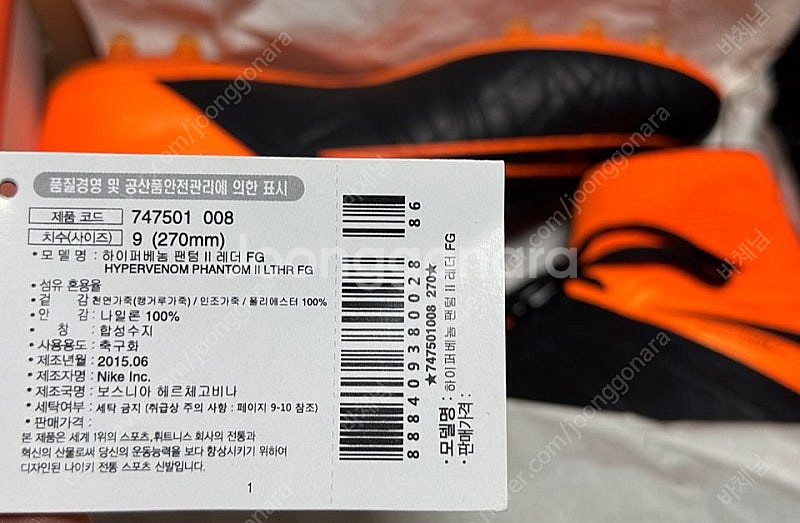 품질경영 및 공산품안전관리에 의한 표시
제품 코드 747501 008
치수(사이즈) 9 (270mm)
• 모 델 명 : 하이퍼베놈 팬텀 II 레더 FG
HYPERVENOM PHANTOM II LTHR FG
• 섬유 혼용율
• 겉 감 : 천연가죽(캥거루가죽) / 인조가죽 / 폴리에스터 100%
• 안 감 : 나일론 100%
• 창 : 합성수지
• 사용용도 : 축구화
• 제조년월 : 2015.06
• 제조자명 : Nike Inc.
• 제조국명 : 보스니아 헤르체고비나
• 세탁여부 : 세탁 금지 (취급상 주의 사항 : 페이지 9-10 참조)
• 판매가격 :
본 제품은 세계 1위의 스포츠,휘트니스 회사의 전통과
혁신의 산물로써 당신의 운동능력을 보다 향상시키기 위하여
디자인된 나이키 전통 스포츠 신발입니다.
1
86
888409380028
★747501008 270★
• 모델명 : 하이퍼베놈 팬텀 II 레더 FG
• 판매가격 :
joonggonara
바체님
cafe.naver.com/joonggonara